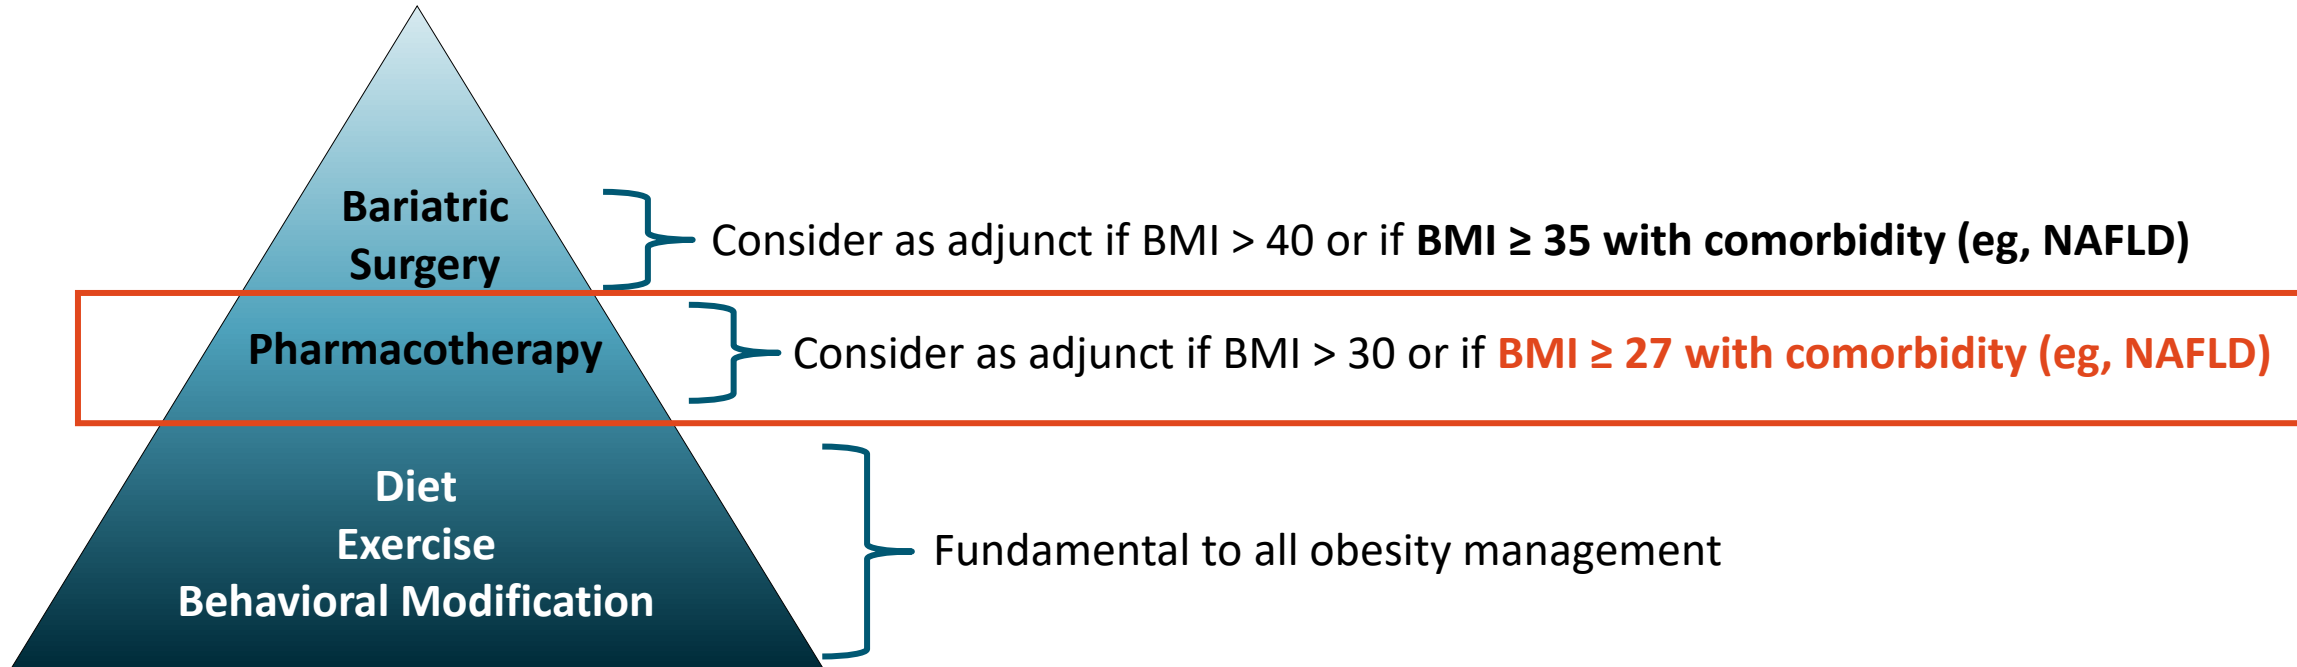 Bariatric
Surgery
Consider as adjunct if BMI > 40 or if BMI ≥ 35 with comorbidity (eg, NAFLD)
Pharmacotherapy
Consider as adjunct if BMI > 30 or if BMI ≥ 27 with comorbidity (eg, NAFLD)
Diet
Exercise
Behavioral Modification
Fundamental to all obesity management